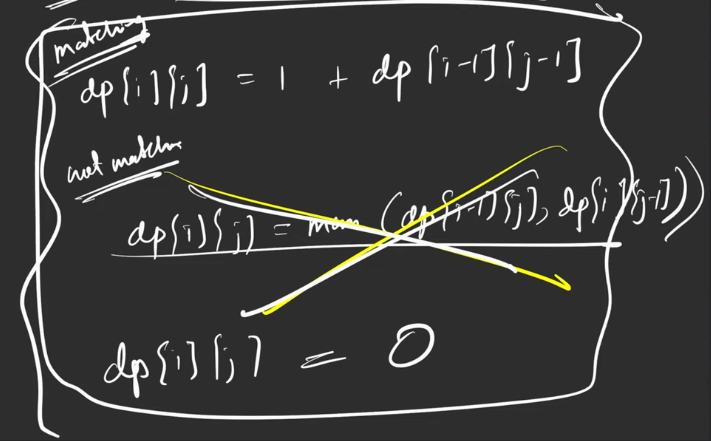 matching
dp[i][j] = 1 + dp[i-1][j-1]
not matching
dp[i][j] = max (dp[i-1][j], dp[i][j-1])
dp[i][j] = 0